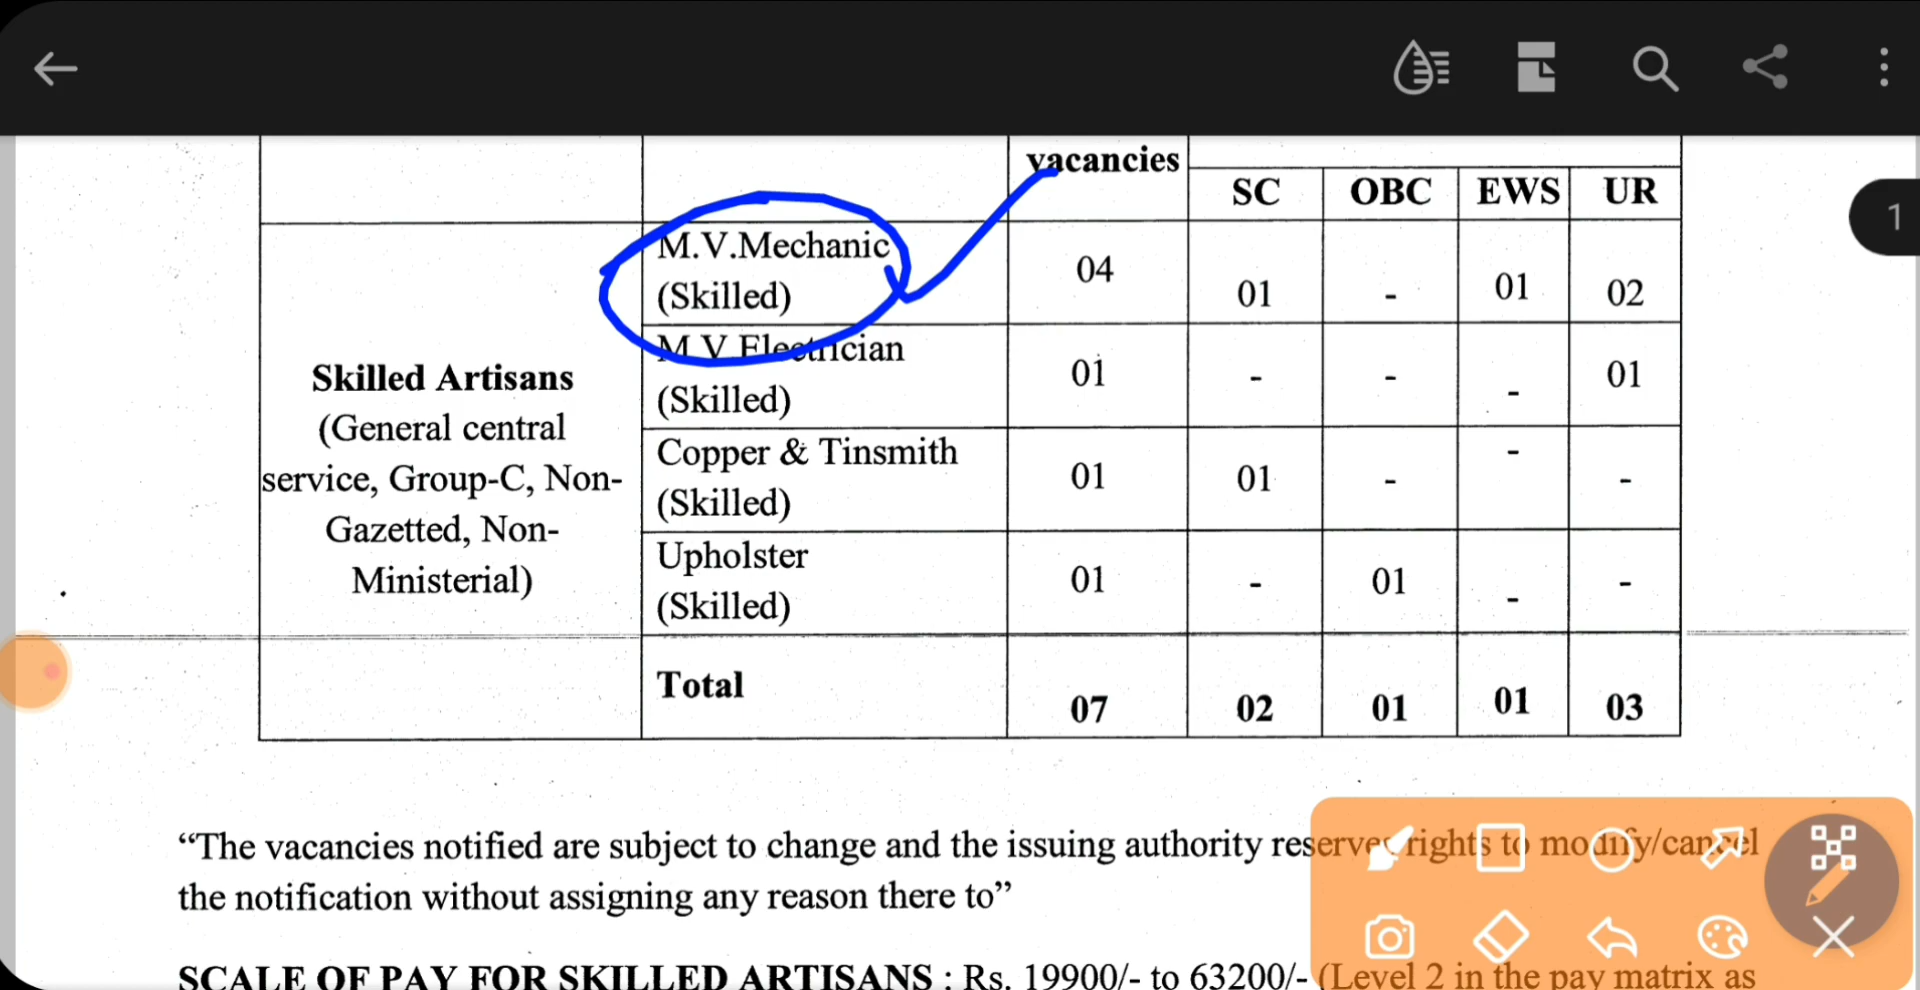 1
vacancies
SC OBC EWS UR
M.V.Mechanic
(Skilled)
04 01 - 01 02
M.V.Electrician
(Skilled)
01 - - - 01
Skilled Artisans
(General central
service, Group-C, Non-
Gazetted, Non-
Ministerial)
Copper & Tinsmith
(Skilled)
01 01 - - -
Upholster
(Skilled)
01 - 01 - -
Total
07 02 01 01 03
“The vacancies notified are subject to change and the issuing authority reserves rights to modify/cancel
the notification without assigning any reason there to”
SCALE OF PAY FOR SKILLED ARTISANS : Rs. 19900/- to 63200/- (Level 2 in the pay matrix as